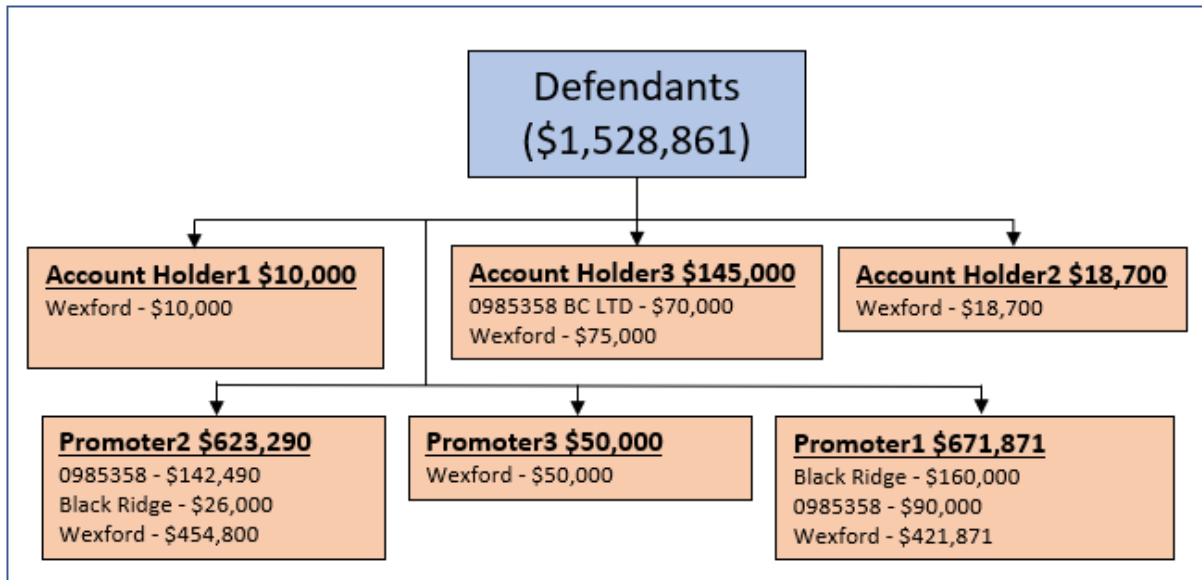 Defendants
($1,528,861)
Account Holder1 $10,000
Wexford - $10,000
Account Holder3 $145,000
0985358 BC LTD - $70,000
Wexford - $75,000
Account Holder2 $18,700
Wexford - $18,700
Promoter2 $623,290
0985358 - $142,490
Black Ridge - $26,000
Wexford - $454,800
Promoter3 $50,000
Wexford - $50,000
Promoter1 $671,871
Black Ridge - $160,000
0985358 - $90,000
Wexford - $421,871